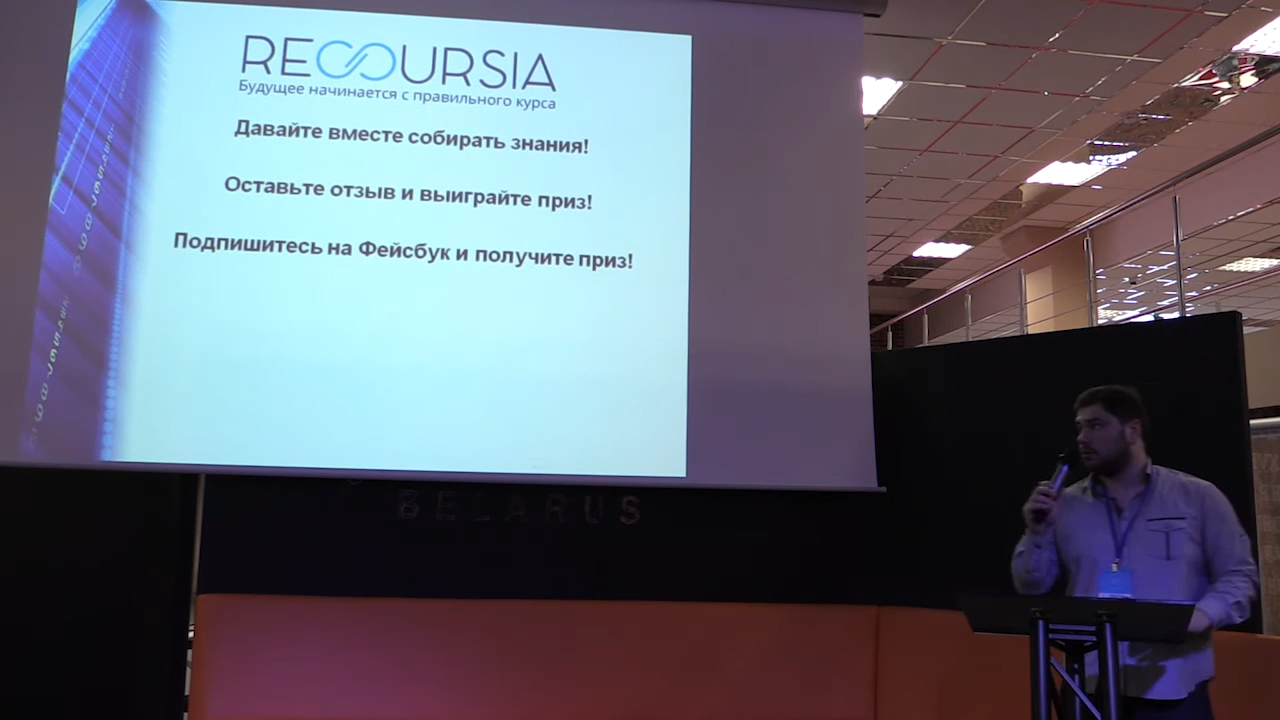 RECOURSIA
Будущее начинается с правильного курса
Давайте вместе собирать знания!
Оставьте отзыв и выиграйте приз!
Подпишитесь на Фейсбук и получите приз!
BELARUS